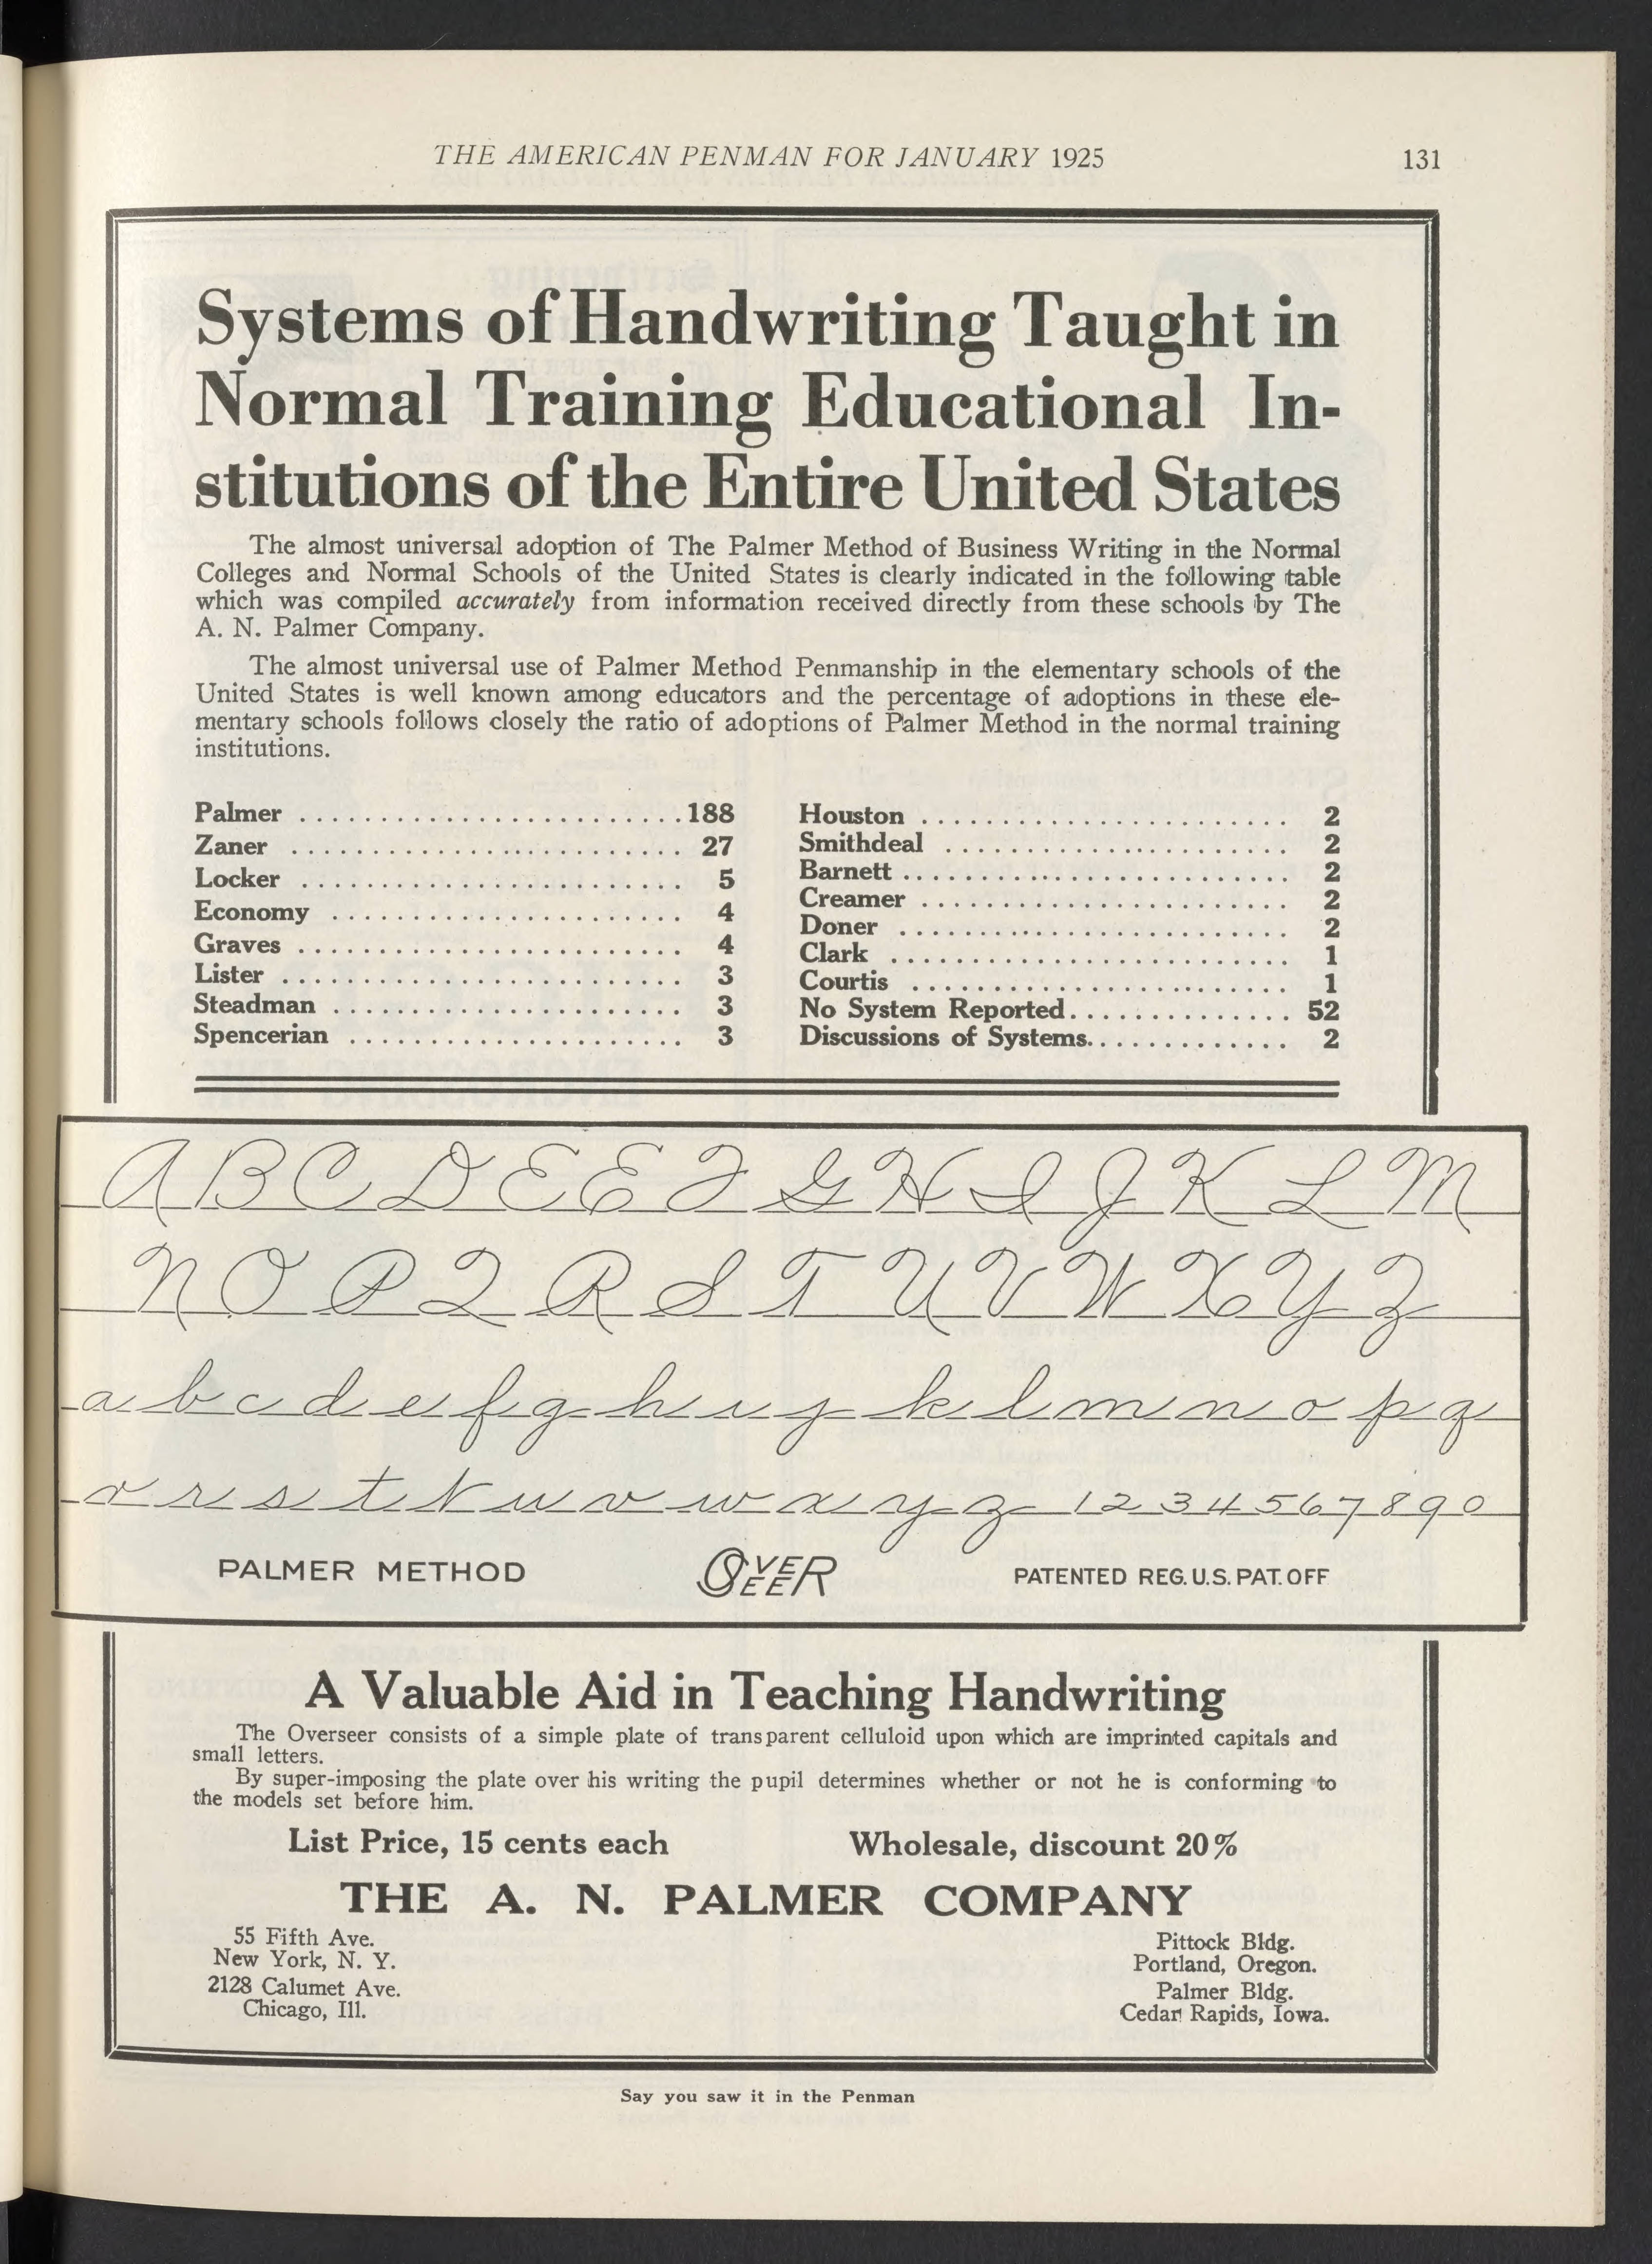 THE AMERICAN PENMAN FOR JANUARY 1925 131
Systems of Handwriting Taught in
Normal Training Educational In-
stitutions of the Entire United States
The almost universal adoption of The Palmer Method of Business Writing in the Normal
Colleges and Normal Schools of the United States is clearly indicated in the following table
which was compiled accurately from information received directly from these schools by The
A. N. Palmer Company.
The almost universal use of Palmer Method Penmanship in the elementary schools of the
United States is well known among educators and the percentage of adoptions in these ele-
mentary schools follows closely the ratio of adoptions of Palmer Method in the normal training
institutions.
Palmer ........................188
Zaner ......................... 27
Locker ........................ 5
Economy ...................... 4
Graves ........................ 4
Lister ......................... 3
Steadman ...................... 3
Spencerian ..................... 3
Houston ....................... 2
Smithdeal ...................... 2
Barnett ......................... 2
Creamer ....................... 2
Doner ......................... 2
Clark ......................... 1
Courtis ........................ 1
No System Reported.............. 52
Discussions of Systems............. 2
A B C D E E F G H I J K L M
N O P Q R S T U V W X Y Z
a b c d e f g h i j k l m n o p q
r r s t t u v w x y z 1 2 3 4 5 6 7 8 9 0
PALMER METHOD OVERSEER PATENTED REG. U.S. PAT. OFF
A Valuable Aid in Teaching Handwriting
The Overseer consists of a simple plate of transparent celluloid upon which are imprinted capitals and
small letters.
By super-imposing the plate over his writing the pupil determines whether or not he is conforming to
the models set before him.
List Price, 15 cents each Wholesale, discount 20%
THE A. N. PALMER COMPANY
55 Fifth Ave.
New York, N. Y.
2128 Calumet Ave.
Chicago, Ill.
Pittock Bldg.
Portland, Oregon.
Palmer Bldg.
Cedar Rapids, Iowa.
Say you saw it in the Penman